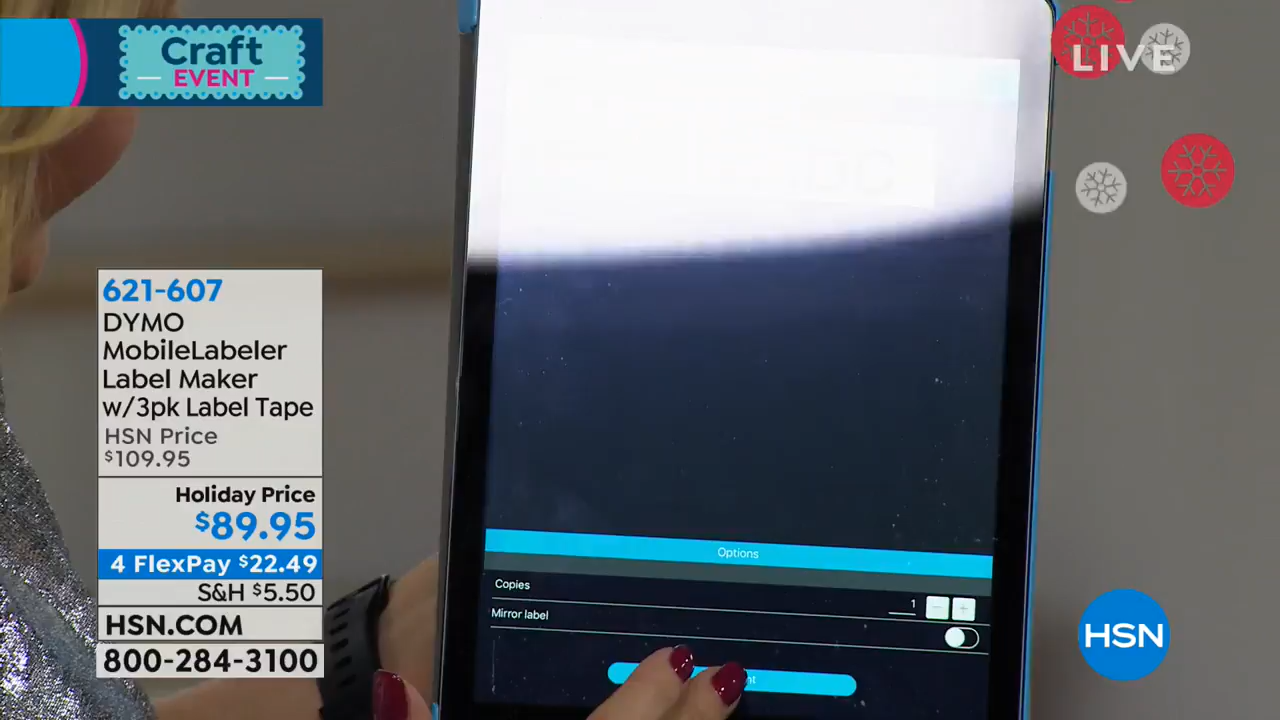 Craft
EVENT
LIVE
621-607
DYMO
MobileLabeler
Label Maker
w/3pk Label Tape
HSN Price
$109.95
Holiday Price
$89.95
4 FlexPay $22.49
S&H $5.50
HSN.COM
800-284-3100
Options
Copies
1
Mirror label
HSN